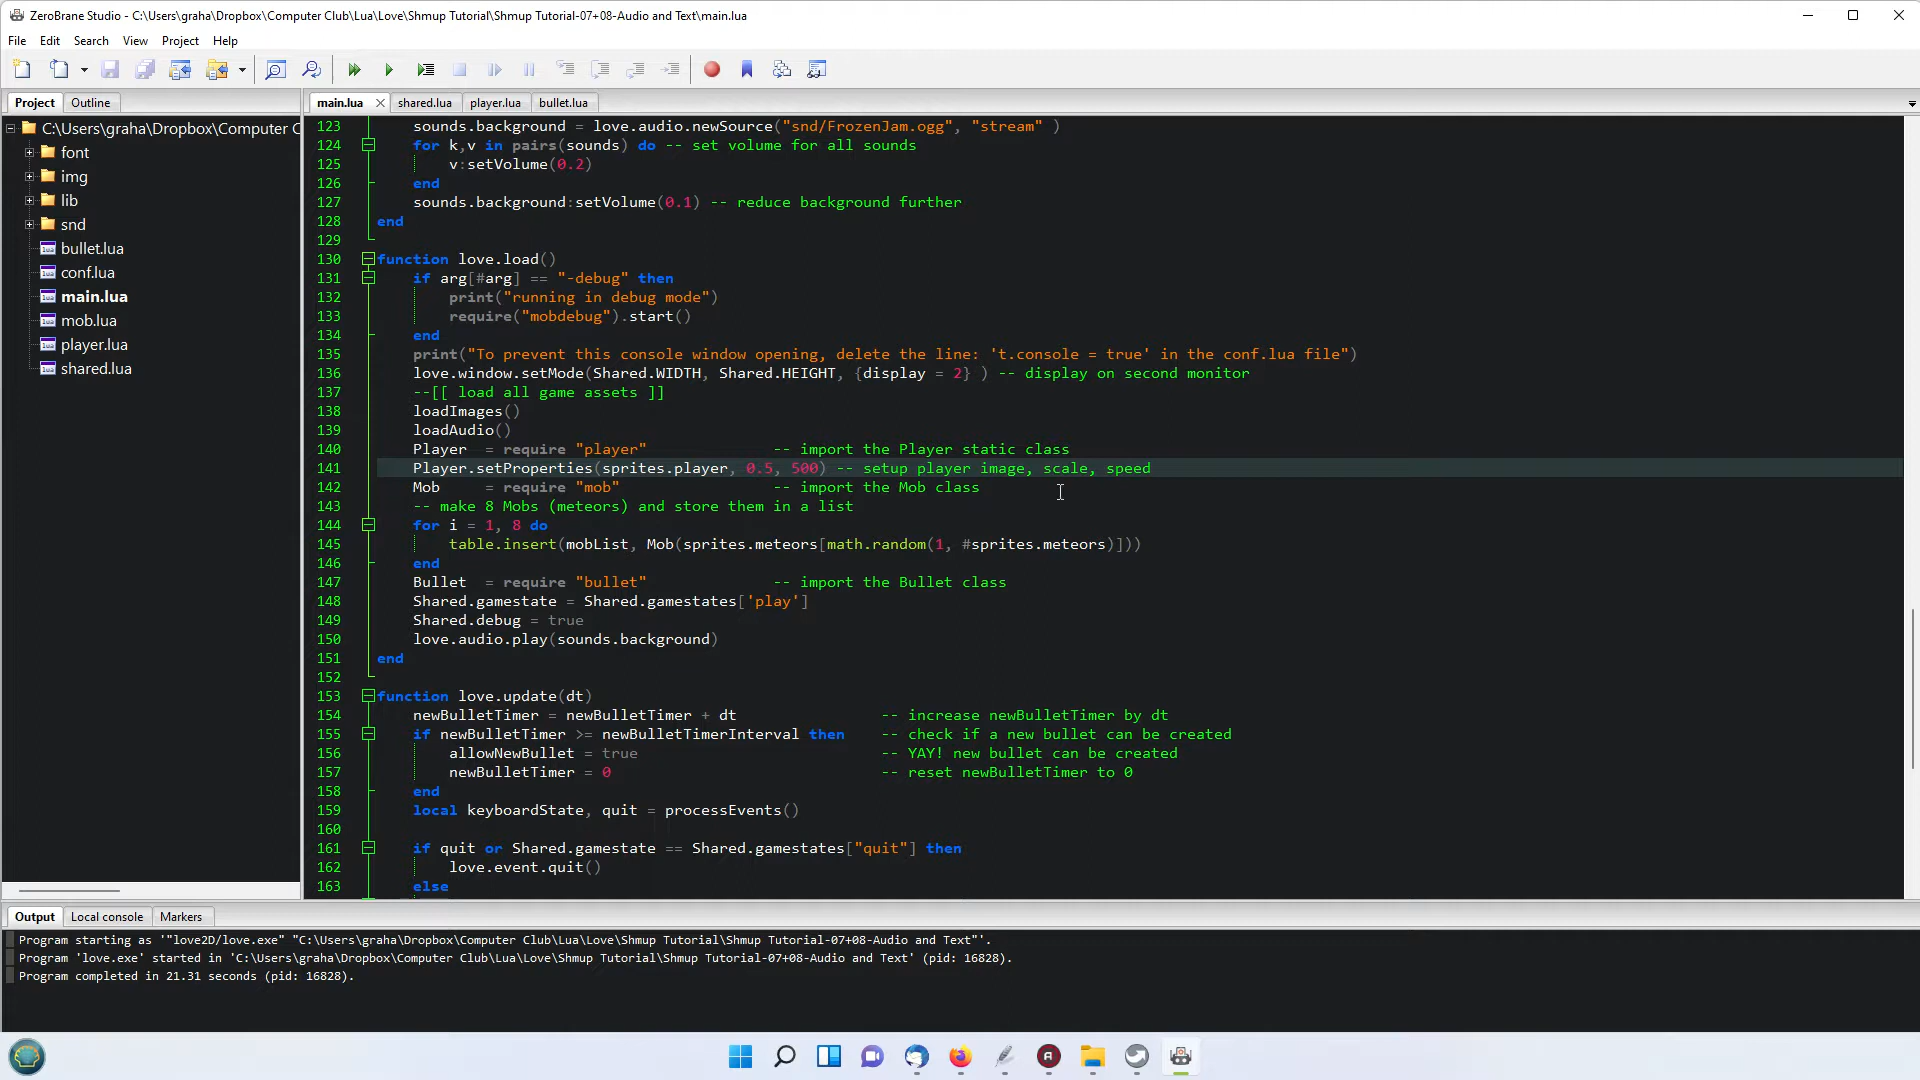 ZeroBrane Studio - C:\Users\graha\Dropbox\Computer Club\Lua\Love\Shmup Tutorial\Shmup Tutorial-07+08-Audio and Text\main.lua
File Edit Search View Project Help
Project Outline
main.lua shared.lua player.lua bullet.lua
C:\Users\graha\Dropbox\Computer C
font
img
lib
snd
bullet.lua
conf.lua
main.lua
mob.lua
player.lua
shared.lua
123 sounds.background = love.audio.newSource("snd/FrozenJam.ogg", "stream" )
124 for k,v in pairs(sounds) do -- set volume for all sounds
125 v:setVolume(0.2)
126 end
127 sounds.background:setVolume(0.1) -- reduce background further
128 end
129
130 function love.load()
131 if arg[#arg] == "-debug" then
132 print("running in debug mode")
133 require("mobdebug").start()
134 end
135 print("To prevent this console window opening, delete the line: 't.console = true' in the conf.lua file")
136 love.window.setMode(Shared.WIDTH, Shared.HEIGHT, {display = 2} ) -- display on second monitor
137 --[[ load all game assets ]]
138 loadImages()
139 loadAudio()
140 Player = require "player" -- import the Player static class
141 Player.setProperties(sprites.player, 0.5, 500) -- setup player image, scale, speed
142 Mob = require "mob" -- import the Mob class
143 -- make 8 Mobs (meteors) and store them in a list
144 for i = 1, 8 do
145 table.insert(mobList, Mob(sprites.meteors[math.random(1, #sprites.meteors)]))
146 end
147 Bullet = require "bullet" -- import the Bullet class
148 Shared.gamestate = Shared.gamestates['play']
149 Shared.debug = true
150 love.audio.play(sounds.background)
151 end
152
153 function love.update(dt)
154 newBulletTimer = newBulletTimer + dt -- increase newBulletTimer by dt
155 if newBulletTimer >= newBulletTimerInterval then -- check if a new bullet can be created
156 allowNewBullet = true -- YAY! new bullet can be created
157 newBulletTimer = 0 -- reset newBulletTimer to 0
158 end
159 local keyboardState, quit = processEvents()
160
161 if quit or Shared.gamestate == Shared.gamestates["quit"] then
162 love.event.quit()
163 else
Output Local console Markers
Program starting as '"love2D/love.exe" "C:\Users\graha\Dropbox\Computer Club\Lua\Love\Shmup Tutorial\Shmup Tutorial-07+08-Audio and Text"'.
Program 'love.exe' started in 'C:\Users\graha\Dropbox\Computer Club\Lua\Love\Shmup Tutorial\Shmup Tutorial-07+08-Audio and Text' (pid: 16828).
Program completed in 21.31 seconds (pid: 16828).